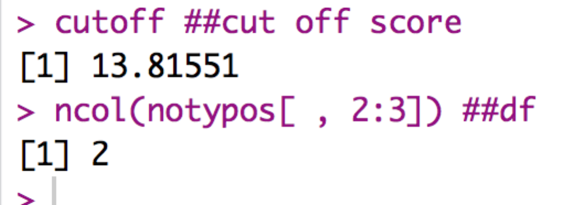 > cutoff ##cut off score
[1] 13.81551
> ncol(notypos[ , 2:3]) ##df
[1] 2
>